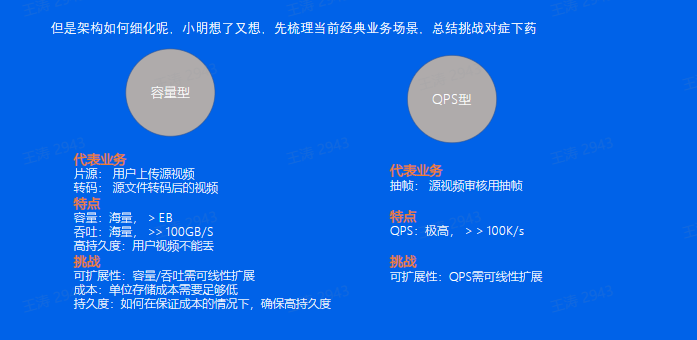 但是架构如何细化呢，小明想了又想，先梳理当前经典业务场景，总结挑战对症下药
容量型
代表业务
片源： 用户上传源视频
转码： 源文件转码后的视频
特点
容量：海量， > EB
吞吐：海量， >> 100GB/S
高持久度：用户视频不能丢
挑战
可扩展性：容量/吞吐需可线性扩展
成本：单位存储成本需要足够低
持久度：如何在保证成本的情况下，确保高持久度
QPS型
代表业务
抽帧： 源视频审核用抽帧
特点
QPS：极高， > > 100K/s
挑战
可扩展性：QPS需可线性扩展
王涛 2943